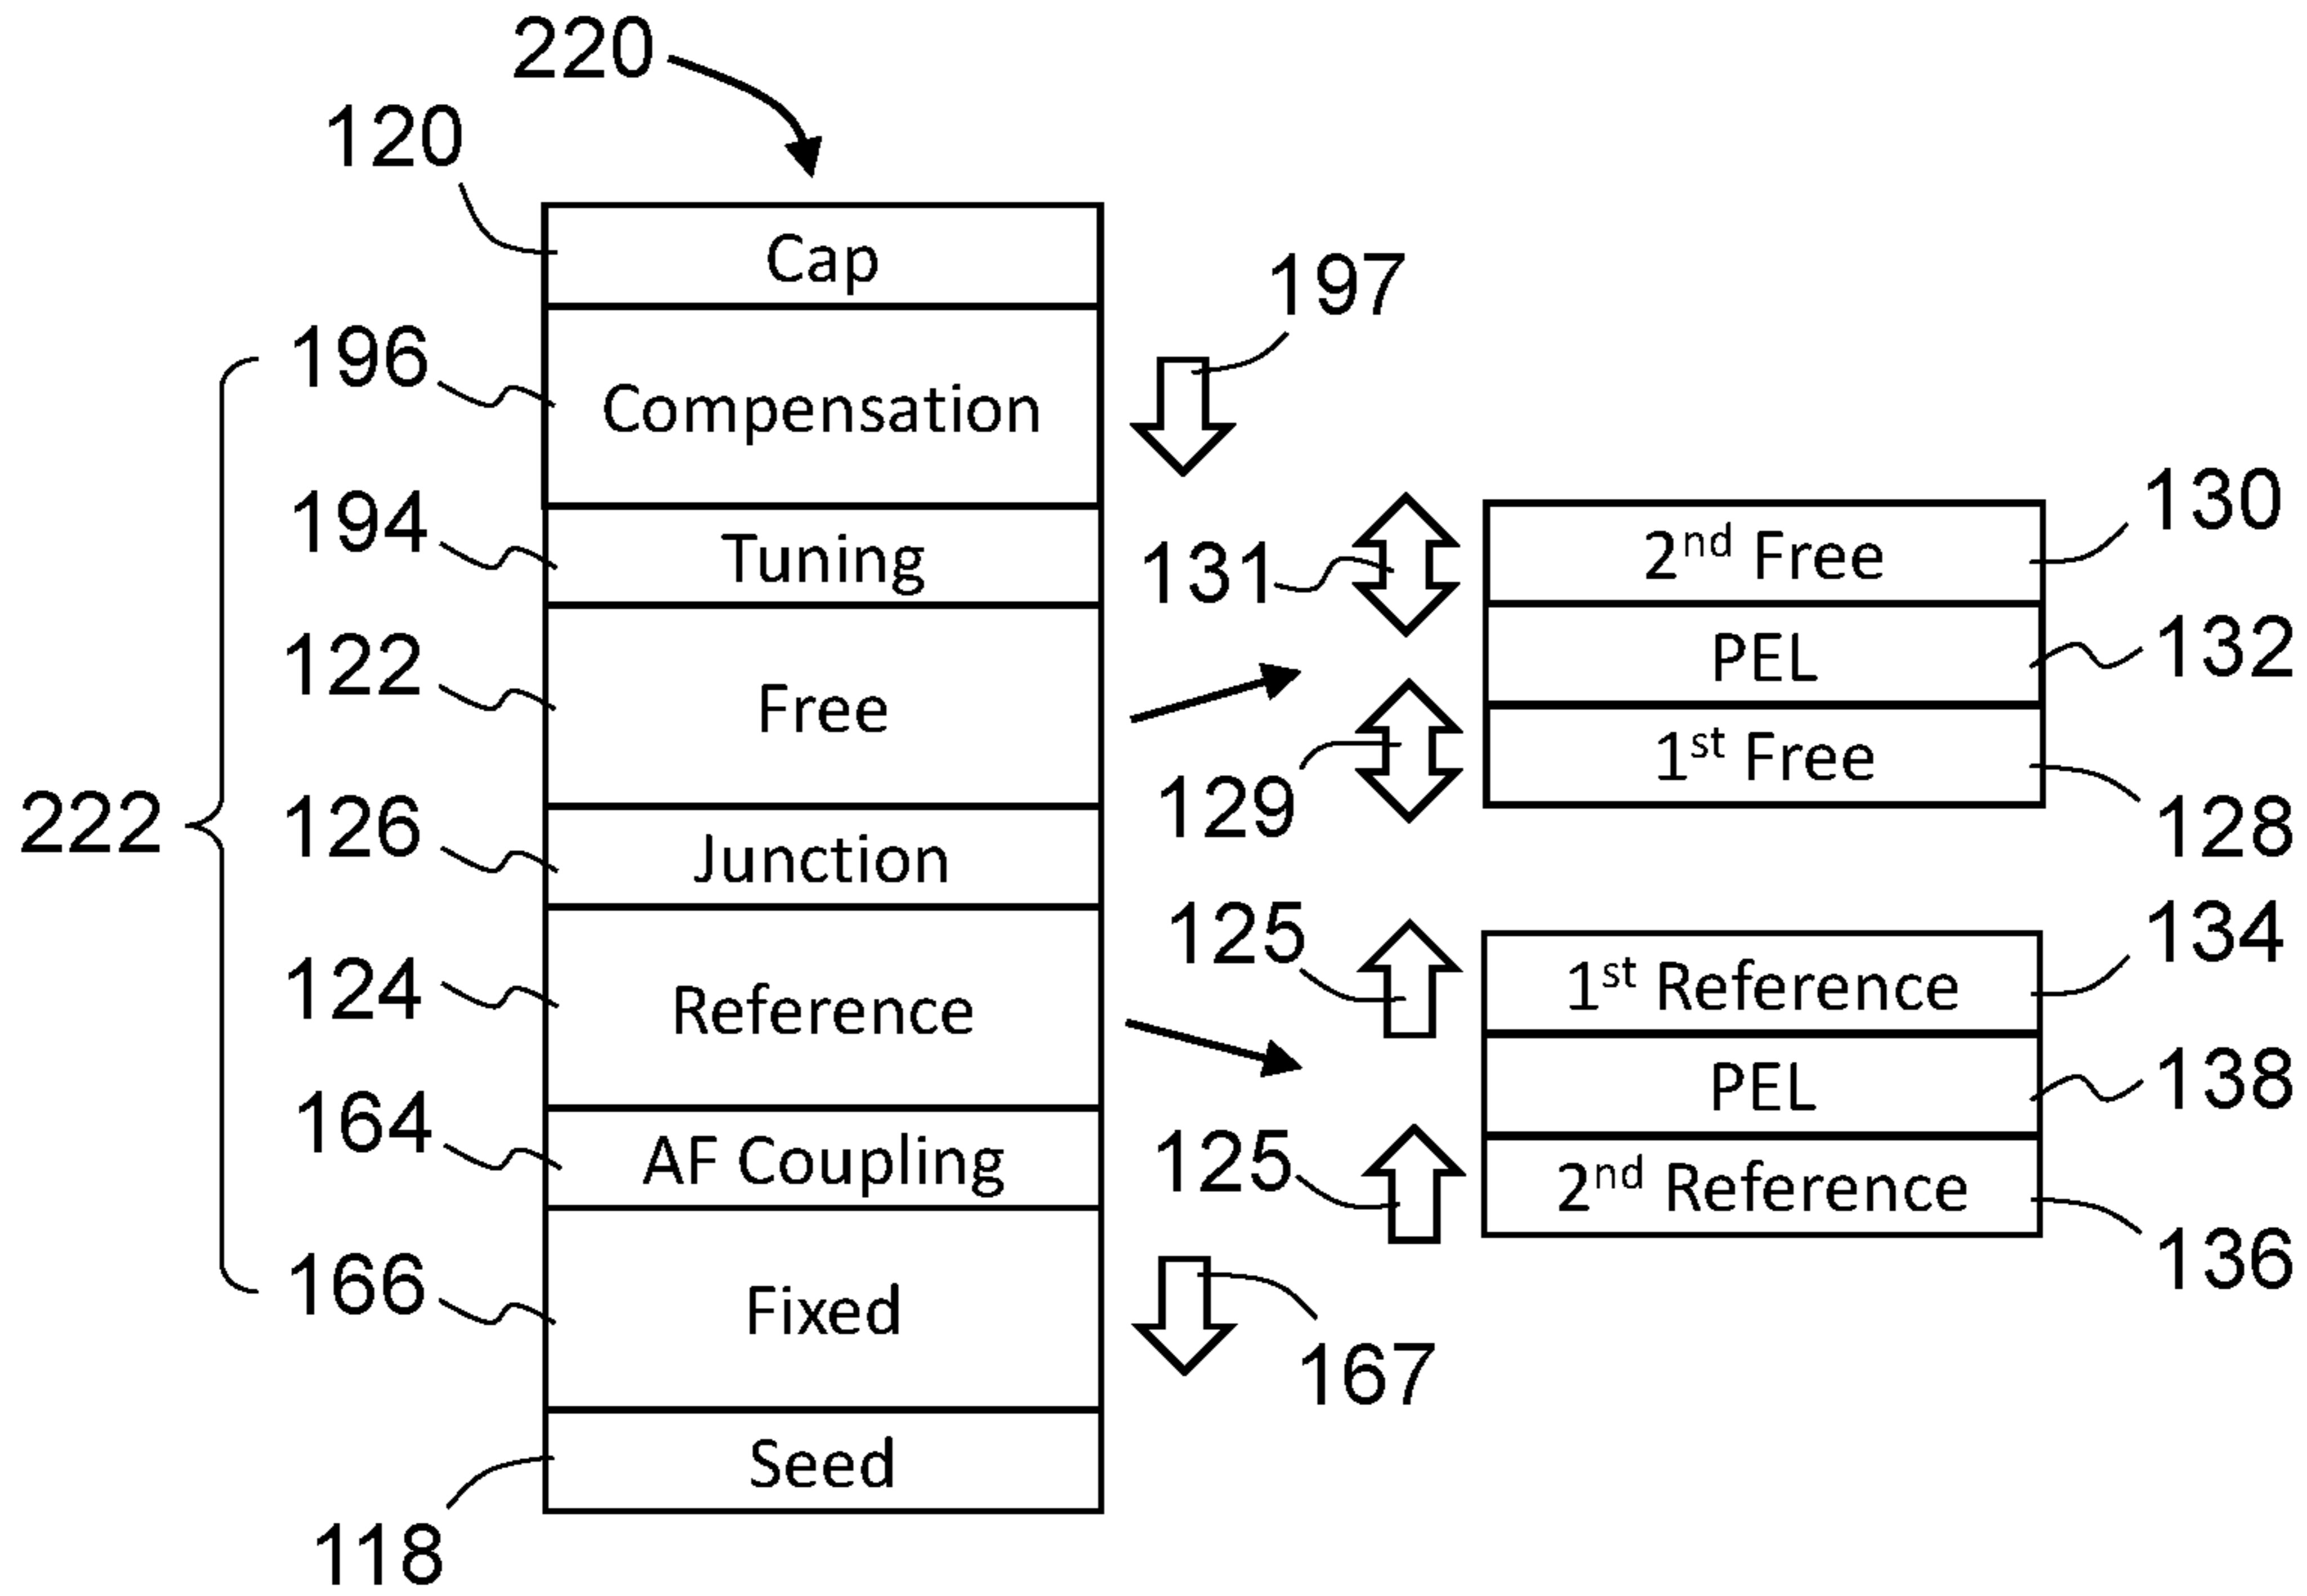 220
120
Cap
197
196
Compensation
194
Tuning
131
2nd Free
130
122
Free
PEL
132
129
1st Free
128
222
126
Junction
125
1st Reference
134
124
Reference
PEL
138
164
AF Coupling
125
2nd Reference
136
166
Fixed
167
Seed
118